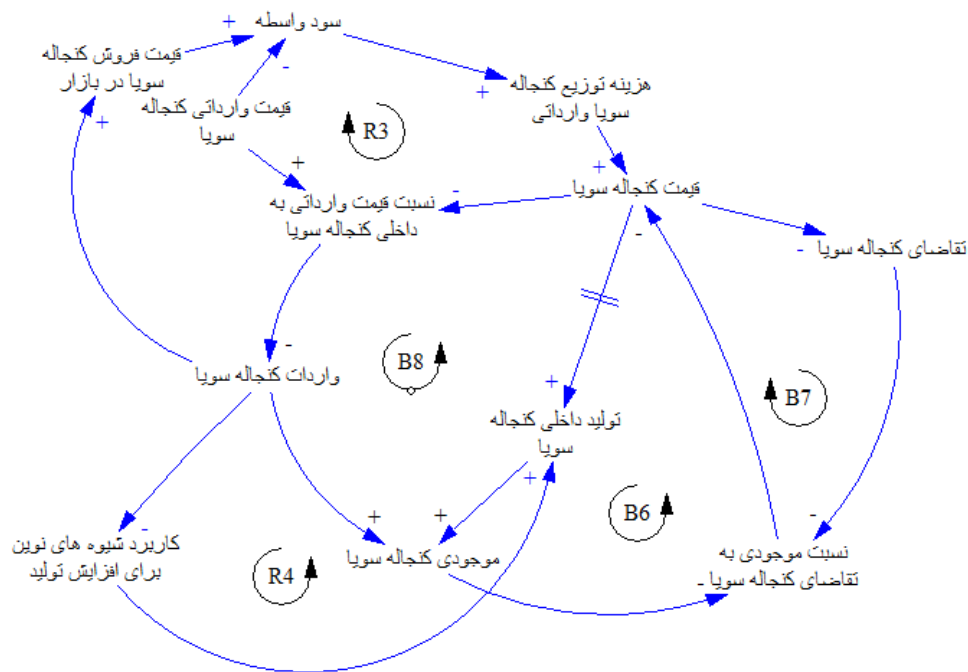 سود واسطه
+
-
قیمت فروش کنجاله
سویا در بازار
+
هزینه توزیع کنجاله
سویا وارداتی
+
قیمت وارداتی کنجاله
سویا
R3
+
+
قیمت کنجاله سویا
-
-
نسبت قیمت وارداتی به
داخلی کنجاله سویا
تقاضای کنجاله سویا
-
-
واردات کنجاله سویا
B8
B7
+
تولید داخلی کنجاله
سویا
+
B6
+
+
-
-
کاربرد شیوه های نوین
برای افزایش تولید
R4
موجودی کنجاله سویا
نسبت موجودی به
تقاضای کنجاله سویا -